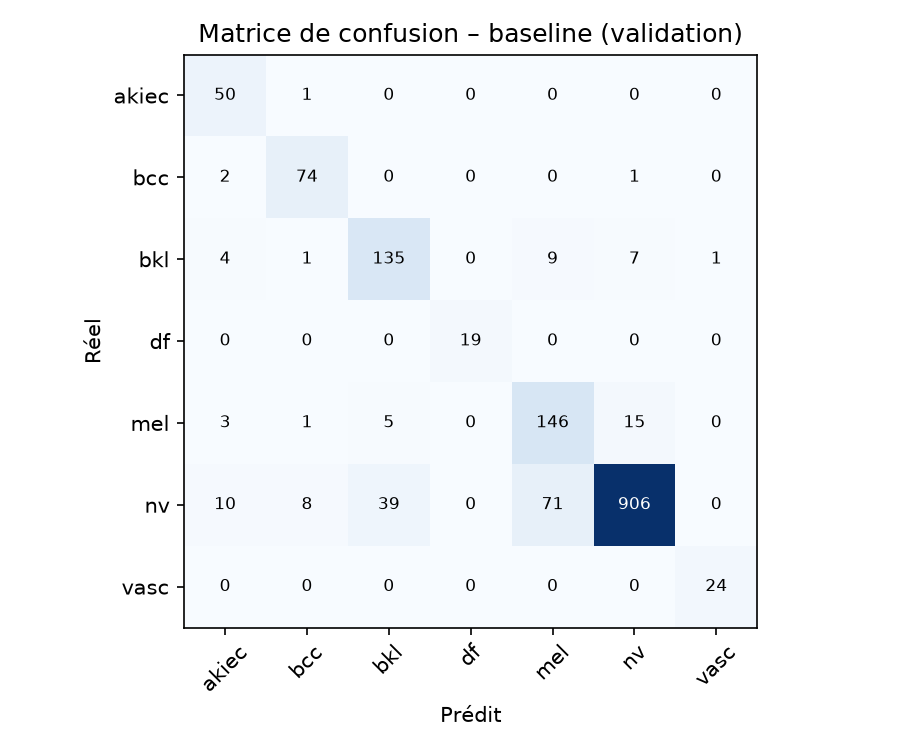 Matrice de confusion – baseline (validation)
akiec 50 1 0 0 0 0 0
bcc 2 74 0 0 0 1 0
bkl 4 1 135 0 9 7 1
df 0 0 0 19 0 0 0
mel 3 1 5 0 146 15 0
nv 10 8 39 0 71 906 0
vasc 0 0 0 0 0 0 24
Réel
akiec bcc bkl df mel nv vasc
Prédit